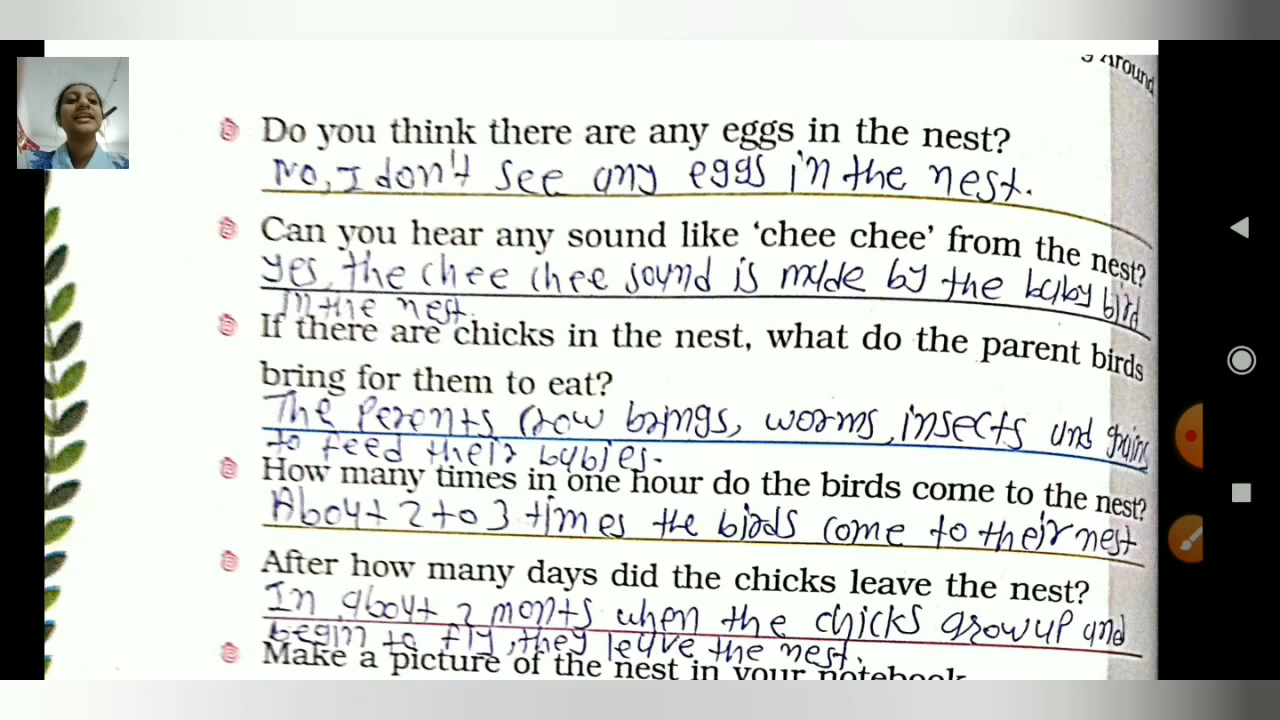 g Around
Do you think there are any eggs in the nest?
No, I don't see any eggs in the nest.
Can you hear any sound like 'chee chee' from the nest?
yes, the chee chee sound is made by the baby bird
in the nest.
If there are chicks in the nest, what do the parent birds
bring for them to eat?
The Perents crow brings, worms, insects and grains
to feed their babies.
How many times in one hour do the birds come to the nest?
About 2 to 3 times the birds come to their nest
After how many days did the chicks leave the nest?
In about 2 monts when the chicks grow up and
begin to fly, they leave the nest.
Make a picture of the nest in your notebook